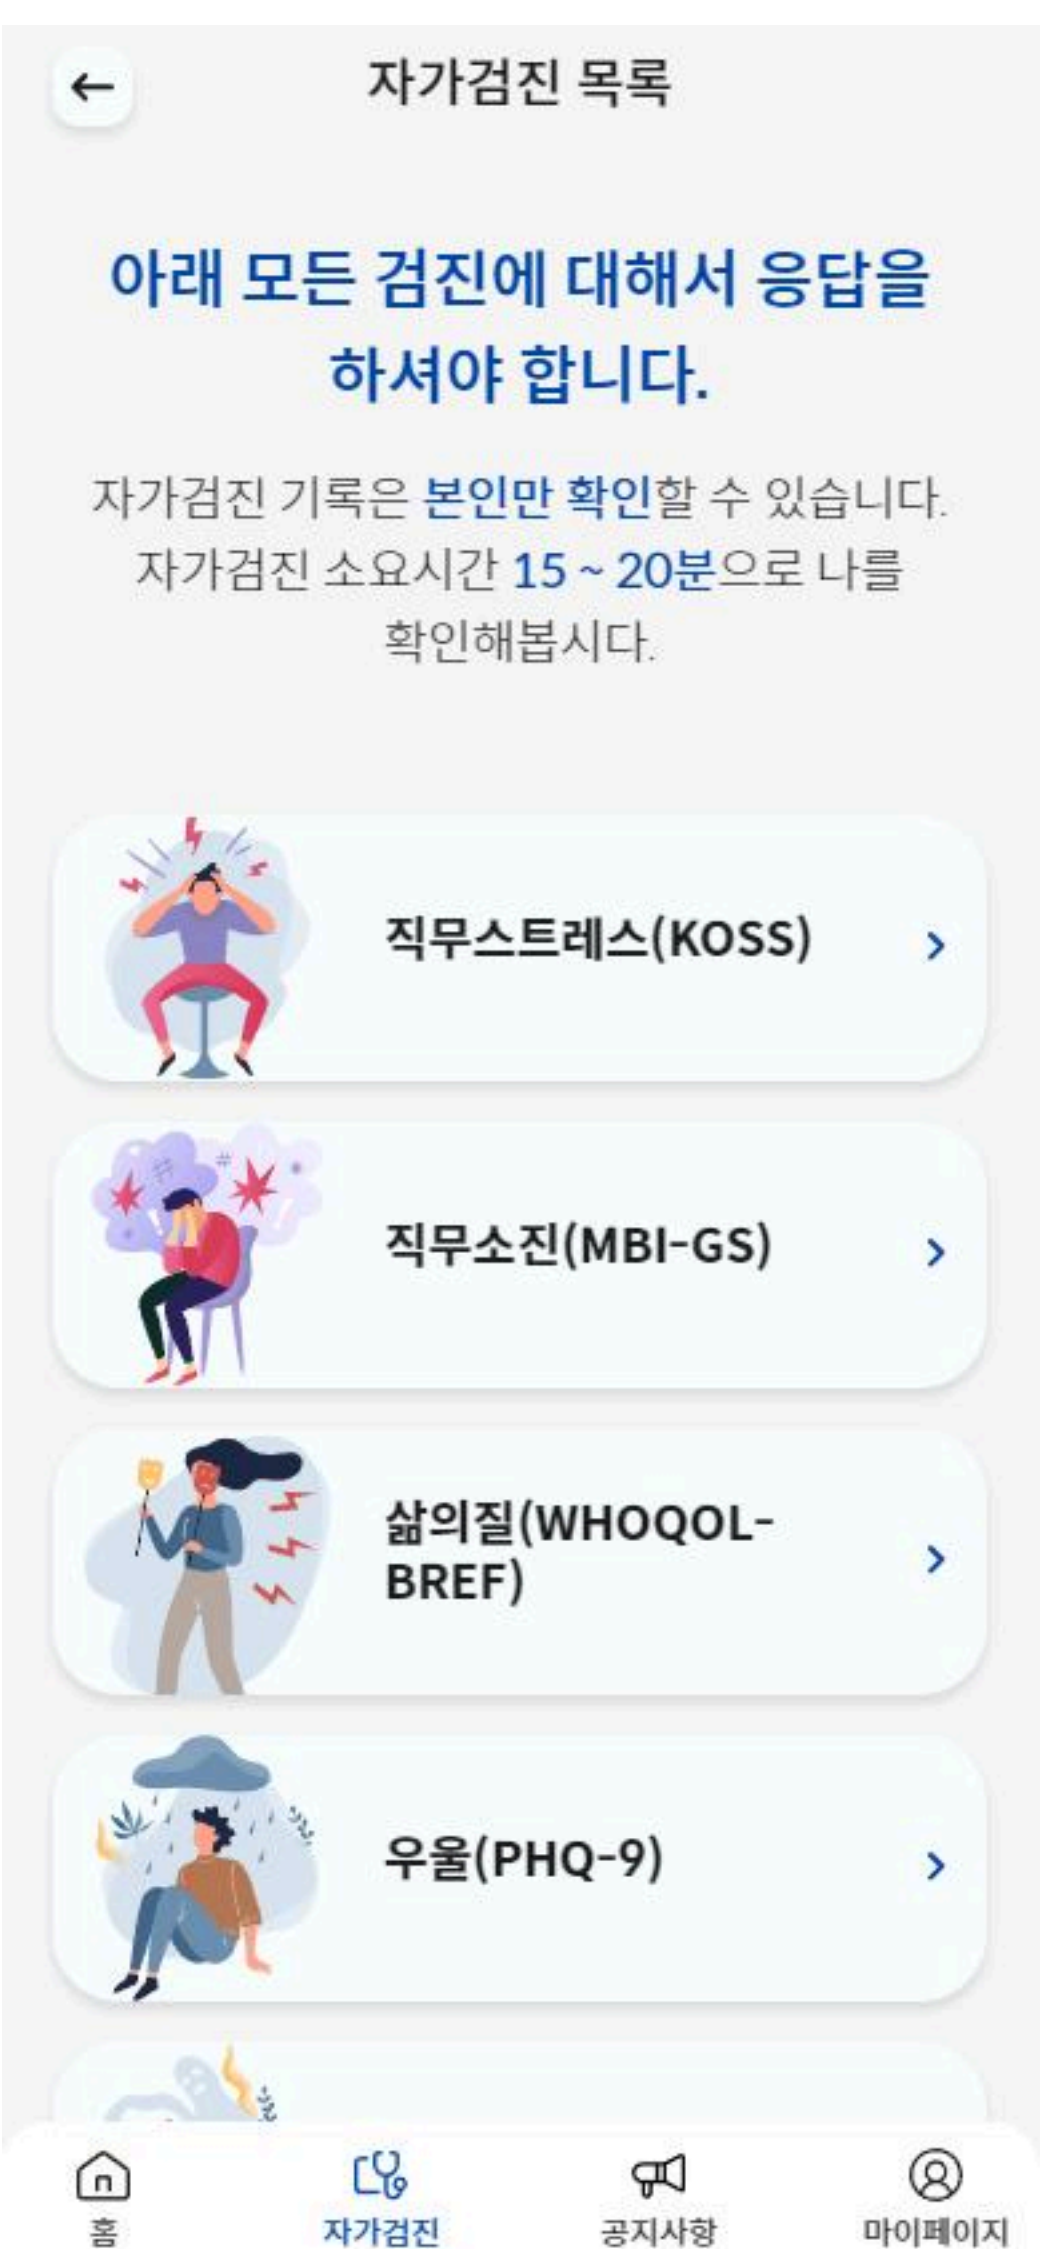 자가검진 목록
아래 모든 검진에 대해서 응답을
하셔야 합니다.
자가검진 기록은 본인만 확인할 수 있습니다.
자가검진 소요시간 15 ~ 20분으로 나를
확인해봅시다.
직무스트레스(KOSS)
직무소진(MBI-GS)
삶의질(WHOQOL-
BREF)
우울(PHQ-9)
홈
자가검진
공지사항
마이페이지